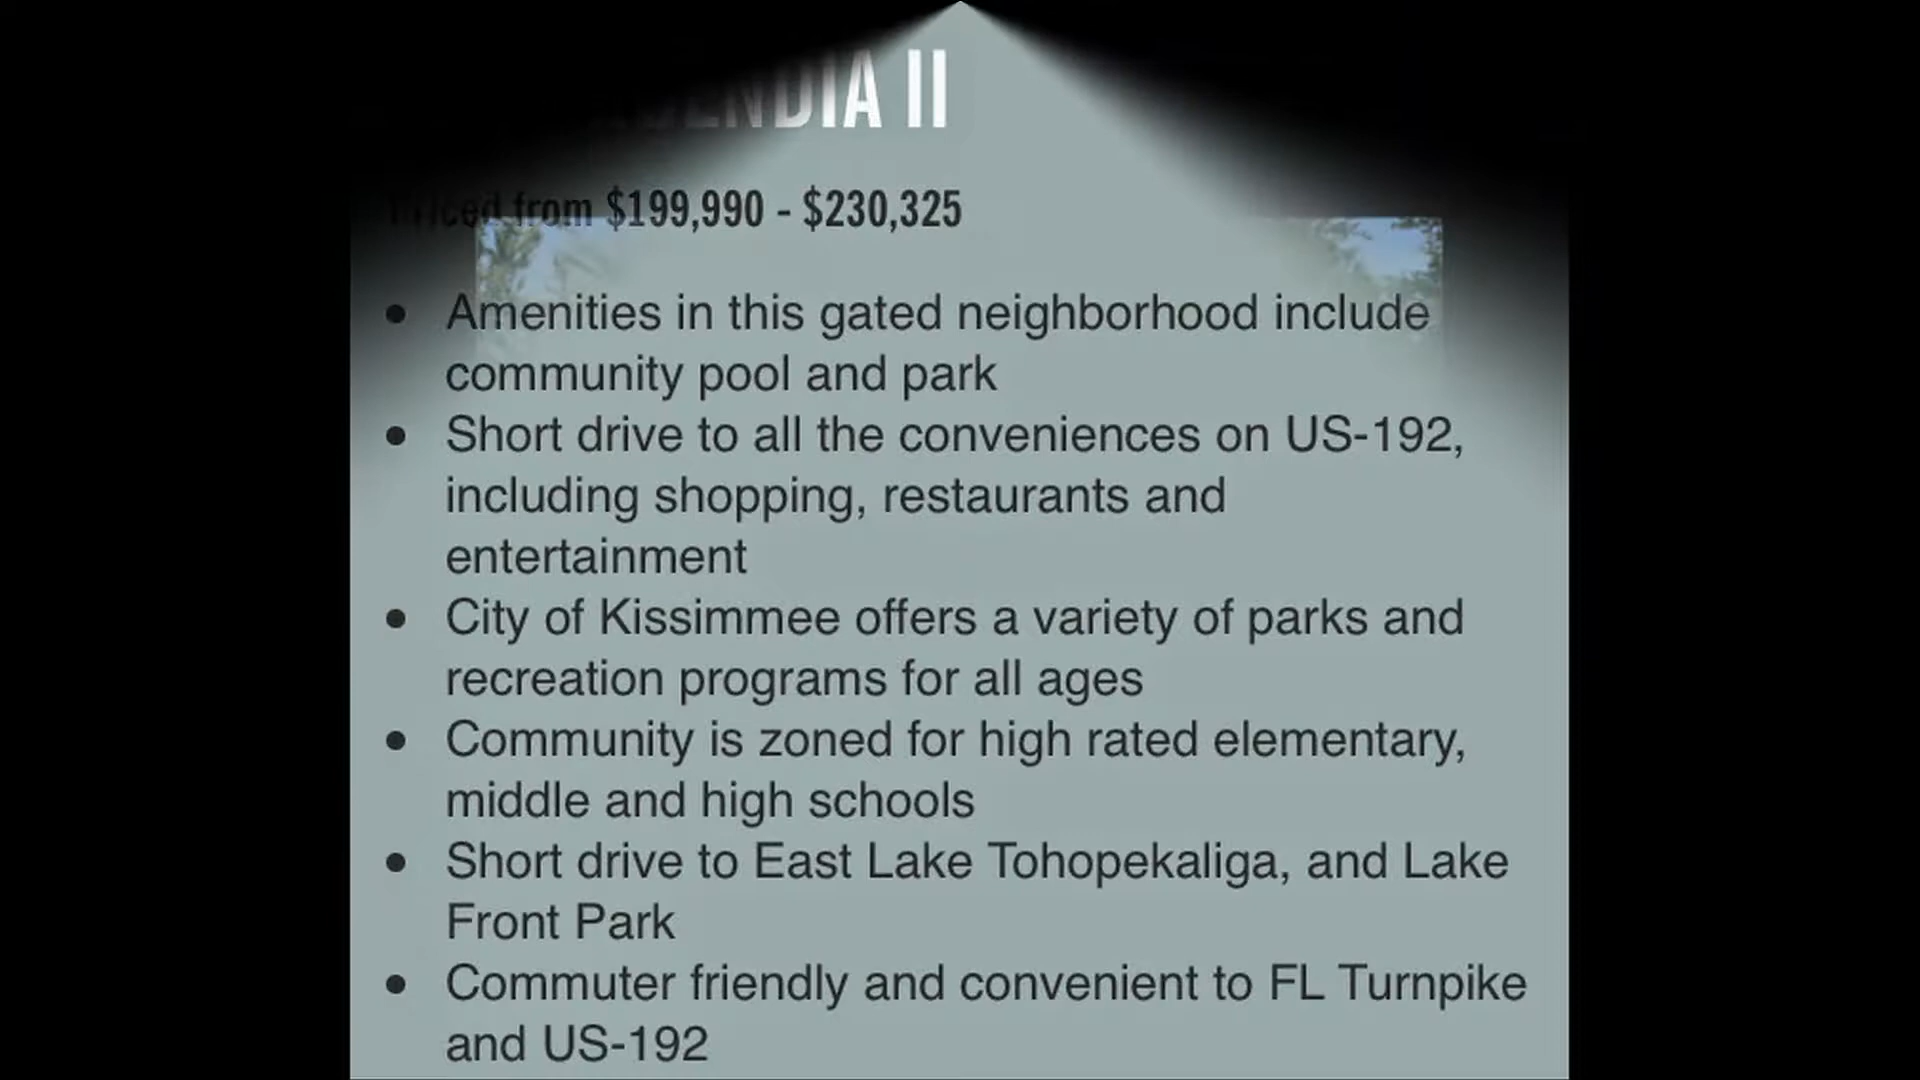 II
Priced from $199,990 - $230,325
• Amenities in this gated neighborhood include
community pool and park
• Short drive to all the conveniences on US-192,
including shopping, restaurants and
entertainment
• City of Kissimmee offers a variety of parks and
recreation programs for all ages
• Community is zoned for high rated elementary,
middle and high schools
• Short drive to East Lake Tohopekaliga, and Lake
Front Park
• Commuter friendly and convenient to FL Turnpike
and US-192